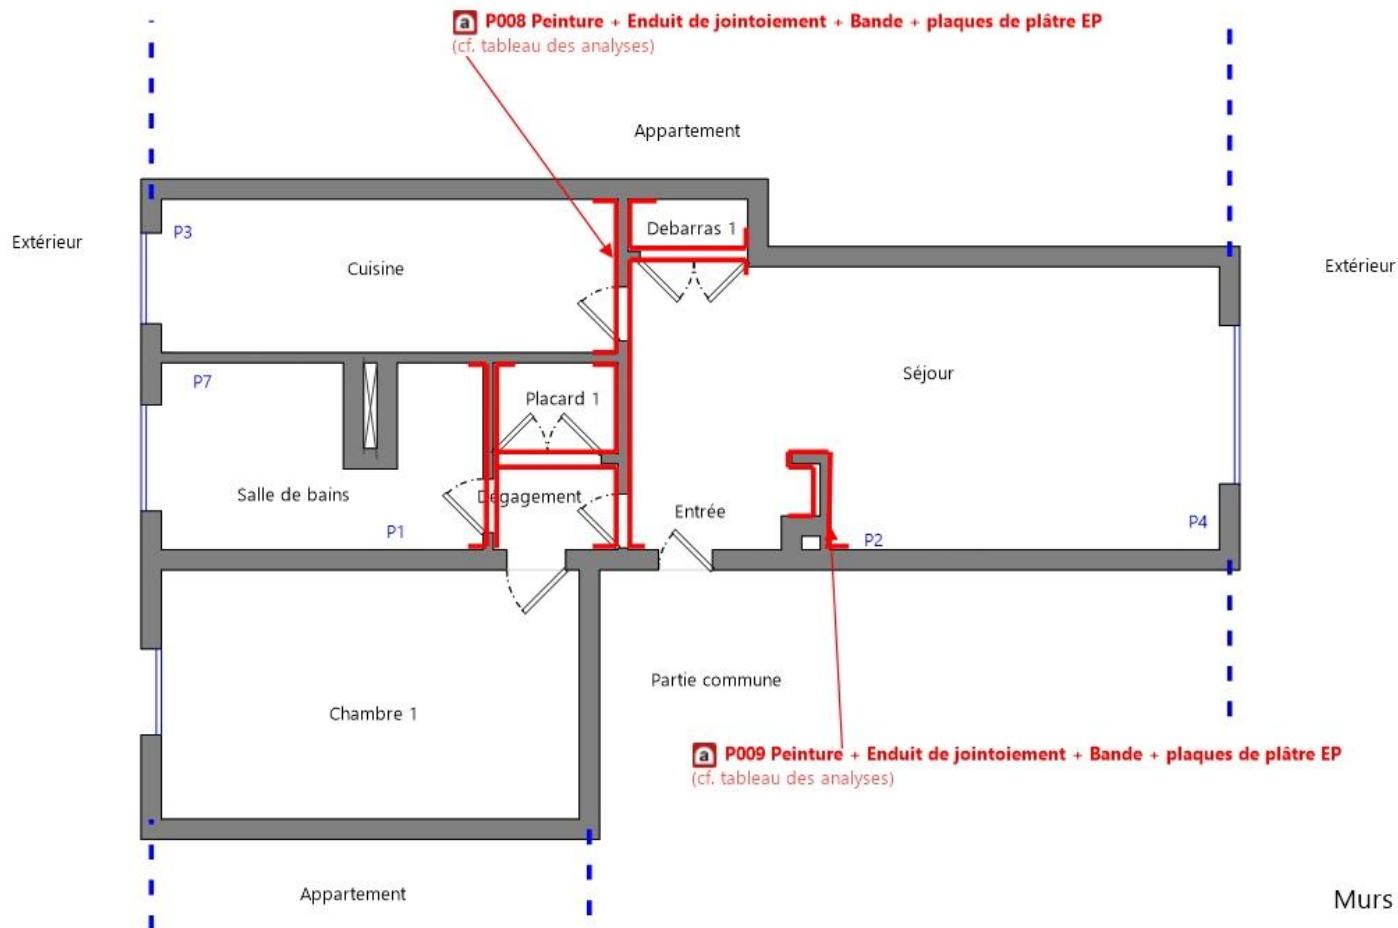 a P008 Peinture + Enduit de jointoiement + Bande + plaques de plâtre EP
(cf. tableau des analyses)
Appartement
P3
Extérieur
Debarras 1
Cuisine
Extérieur
P7
Séjour
Placard 1
Salle de bains
Dégagement
Entrée
P4
P1
P2
Partie commune
Chambre 1
a P009 Peinture + Enduit de jointoiement + Bande + plaques de plâtre EP
(cf. tableau des analyses)
Appartement
Murs